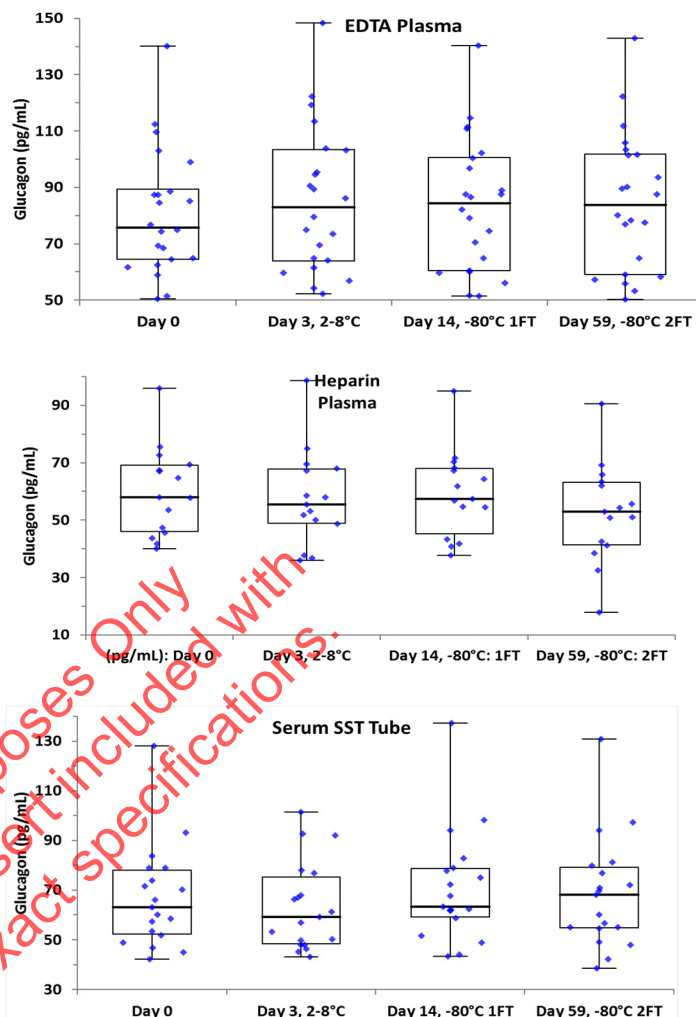 EDTA Plasma
150
130
110
90
70
50
Glucagon (pg/mL)
Day 0
Day 3, 2-8°C
Day 14, -80°C 1FT
Day 59, -80°C 2FT
Heparin
Plasma
90
70
50
30
10
Glucagon (pg/mL)
(pg/mL): Day 0
Day 3, 2-8°C
Day 14, -80°C: 1FT
Day 59, -80°C: 2FT
Serum SST Tube
130
110
90
70
50
30
Glucagon (pg/mL)
Day 0
Day 3, 2-8°C
Day 14, -80°C 1FT
Day 59, -80°C 2FT
poses Only
sert included with
xact specifications.